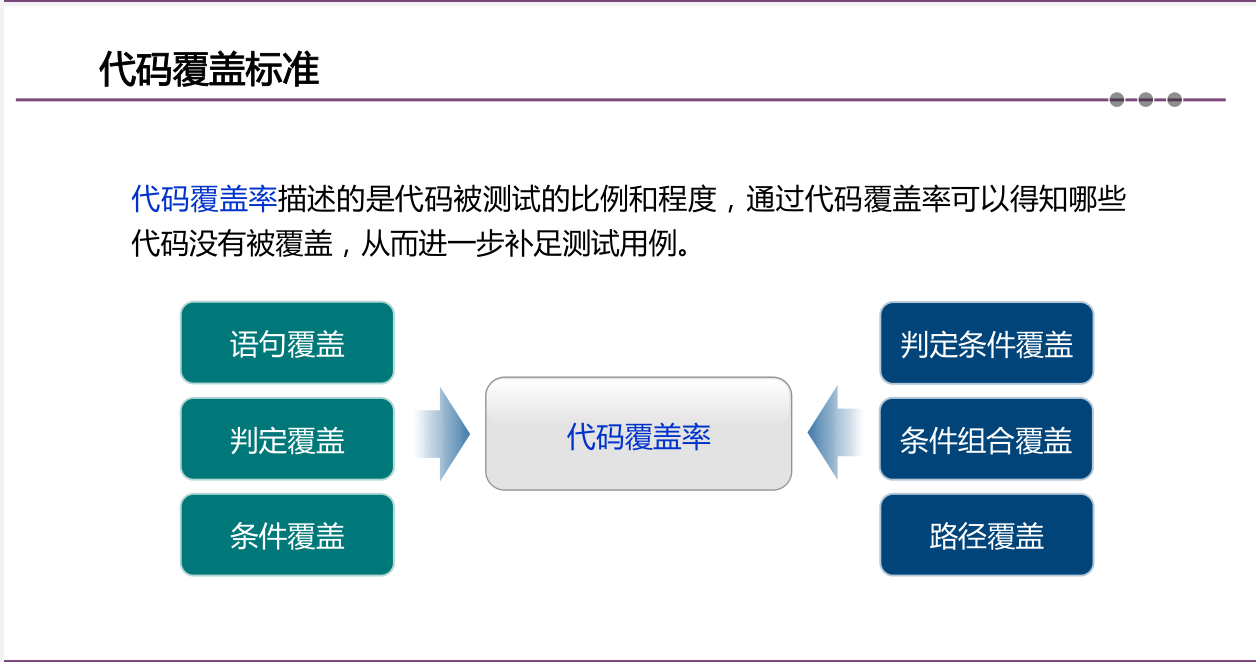 代码覆盖标准
代码覆盖率描述的是代码被测试的比例和程度，通过代码覆盖率可以得知哪些
代码没有被覆盖，从而进一步补足测试用例。
语句覆盖
判定覆盖
条件覆盖
代码覆盖率
判定条件覆盖
条件组合覆盖
路径覆盖